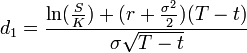 d_1 = \frac{\ln(\frac{S}{K}) + (r + \frac{\sigma^2}{2})(T - t)}{\sigma\sqrt{T - t}}